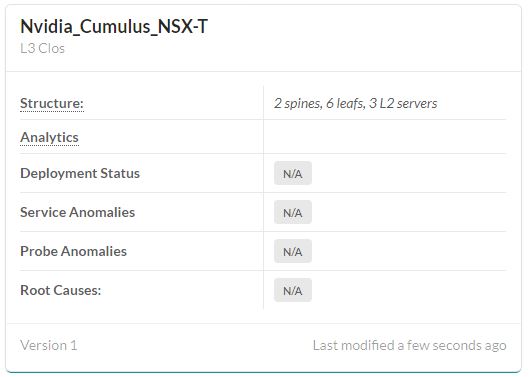 Nvidia_Cumulus_NSX-T
L3 Clos
Structure: 2 spines, 6 leafs, 3 L2 servers
Analytics
Deployment Status N/A
Service Anomalies N/A
Probe Anomalies N/A
Root Causes: N/A
Version 1 Last modified a few seconds ago